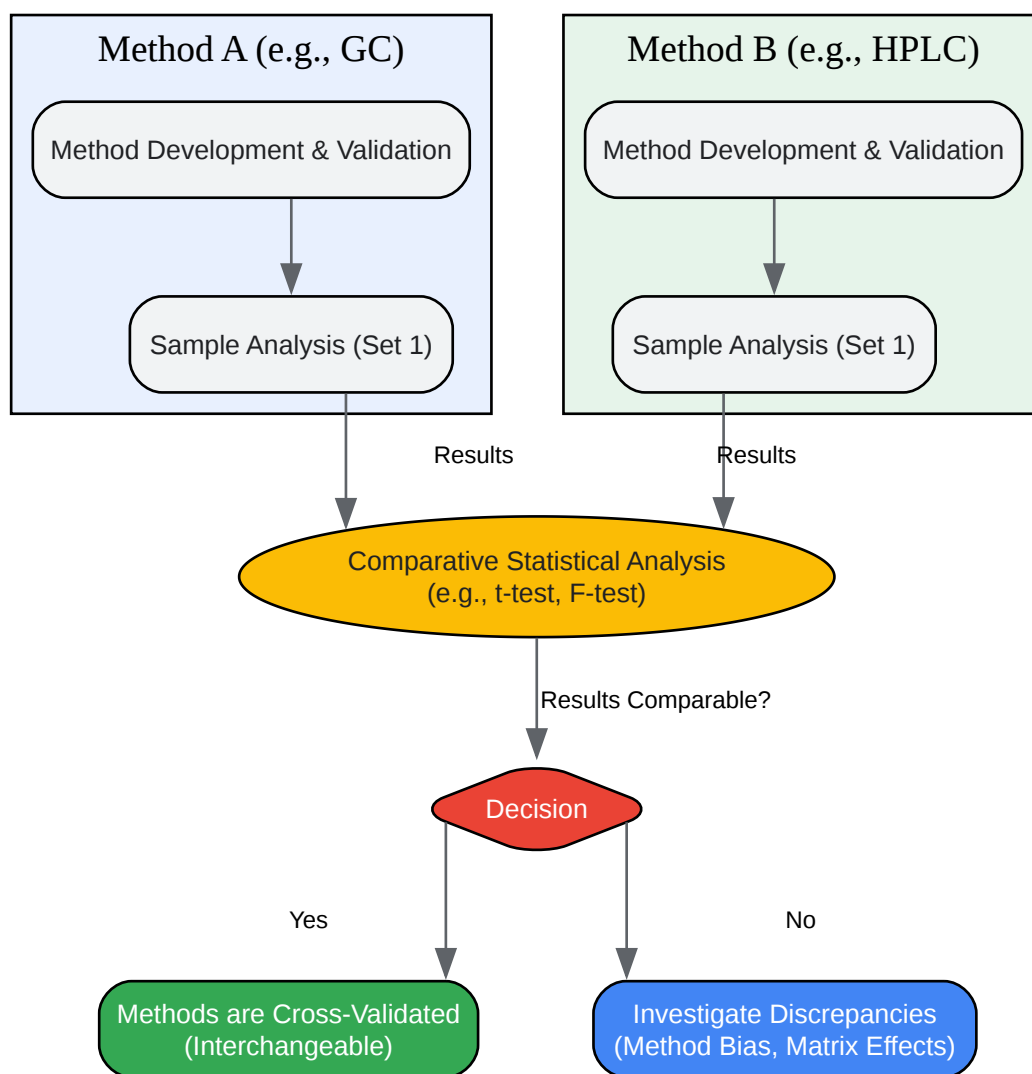 Method A (e.g., GC)
Method B (e.g., HPLC)
Method Development & Validation
Method Development & Validation
Sample Analysis (Set 1)
Sample Analysis (Set 1)
Results
Results
Comparative Statistical Analysis
(e.g., t-test, F-test)
Results Comparable?
Decision
Yes
No
Methods are Cross-Validated
(Interchangeable)
Investigate Discrepancies
(Method Bias, Matrix Effects)